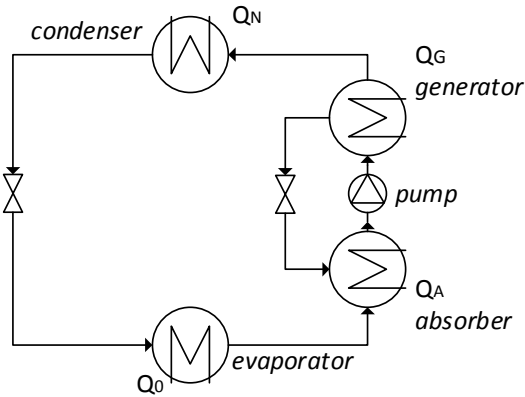 condenser
QN
QG
generator
pump
QA
absorber
evaporator
Q0